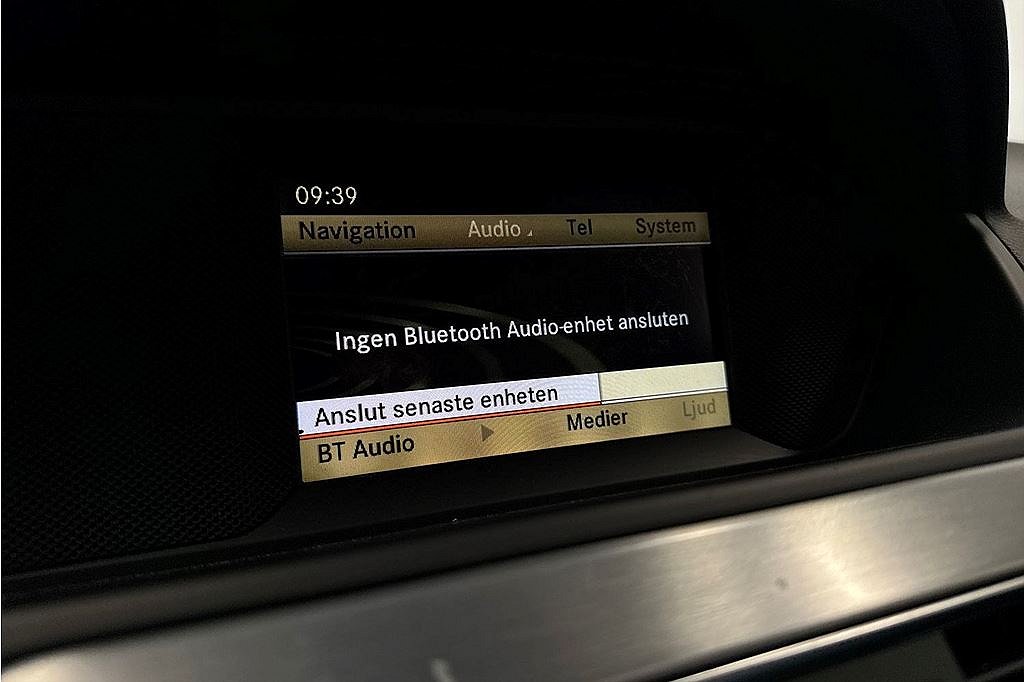 09:39
Navigation Audio Tel System
Ingen Bluetooth Audio-enhet ansluten
Anslut senaste enheten
BT Audio Medier Ljud